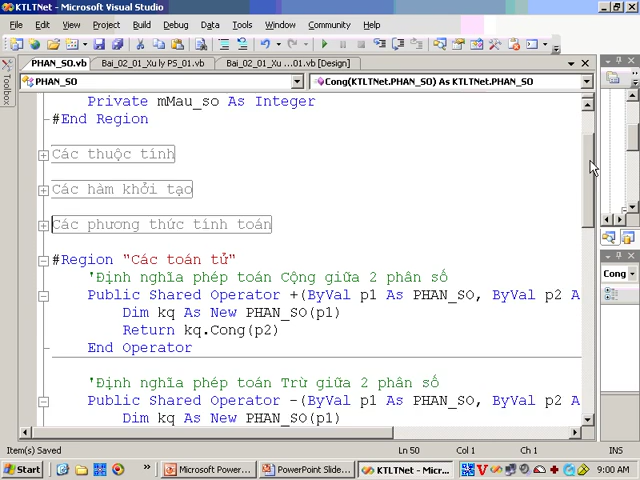 KTLTNet - Microsoft Visual Studio
File Edit View Project Build Debug Data Tools Window Community Help
PHAN_SO.vb Bai_02_01_Xu ly PS_01.vb Bai_02_01_Xu ...01.vb [Design]
PHAN_SO Cong(KTLTNet.PHAN_SO) As KTLTNet.PHAN_SO
Toolbox
Private mMau_so As Integer
#End Region
Các thuộc tính
Các hàm khởi tạo
Các phương thức tính toán
#Region "Các toán tử"
'Định nghĩa phép toán Cộng giữa 2 phân số
Public Shared Operator +(ByVal p1 As PHAN_SO, ByVal p2 A
Dim kq As New PHAN_SO(p1)
Return kq.Cong(p2)
End Operator
'Định nghĩa phép toán Trừ giữa 2 phân số
Public Shared Operator -(ByVal p1 As PHAN_SO, ByVal p2 A
Dim kq As New PHAN_SO(p1)
Cong
Item(s) Saved Ln 50 Col 1 Ch 1 INS
Start Microsoft Power... PowerPoint Slide... KTLTNet - Micr... 9:00 AM